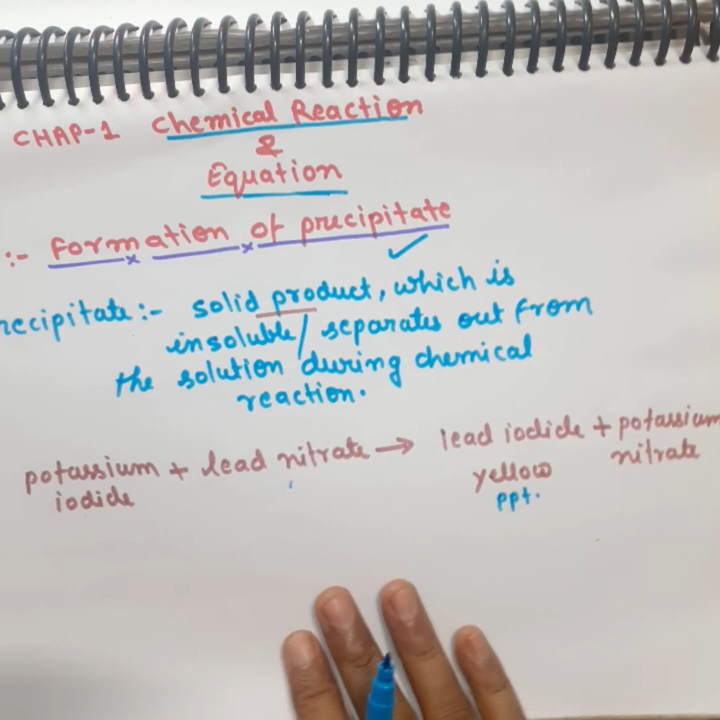 CHAP-1 Chemical Reaction
&
Equation
:- Formation of precipitate
recipitate:- solid product, which is
insoluble/ separates out from
the solution during chemical
reaction.
potassium + lead nitrate → lead iodide + potassium
iodide yellow nitrate
ppt.